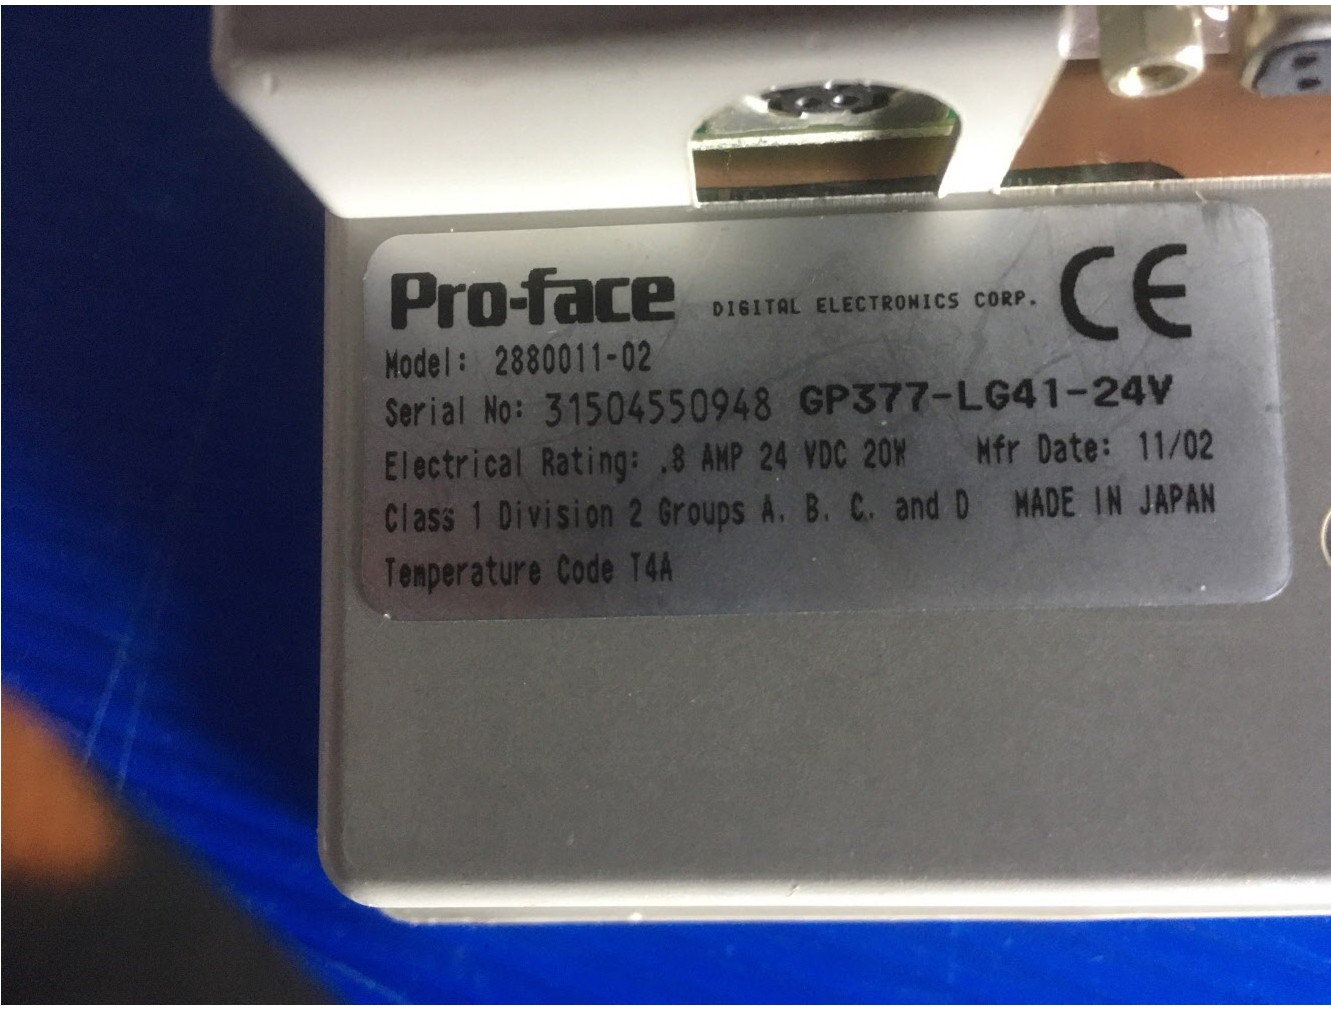 Pro-face DIGITAL ELECTRONICS CORP. CE
Model: 2880011-02
Serial No: 31504550948 GP377-LG41-24V
Electrical Rating: .8 AMP 24 VDC 20W Mfr Date: 11/02
Class 1 Division 2 Groups A, B, C, and D MADE IN JAPAN
Temperature Code T4A